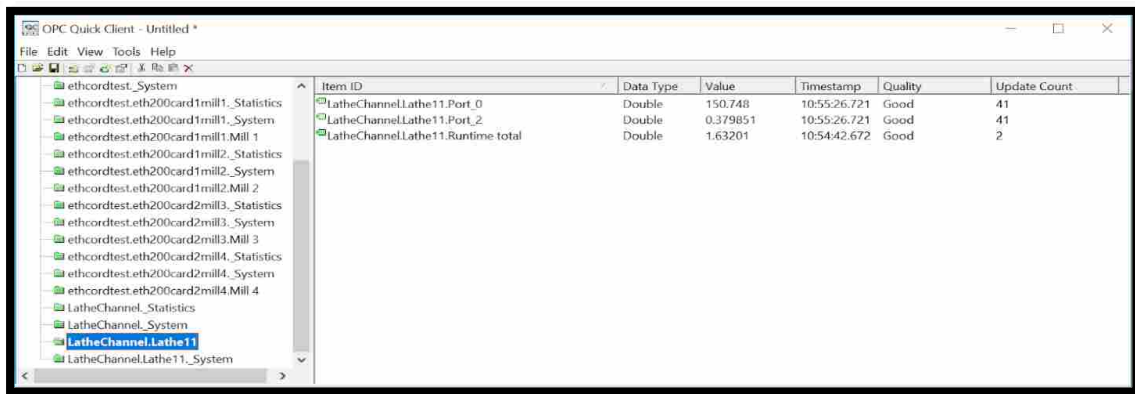 OPC Quick Client - Untitled *
File Edit View Tools Help
ethcordtest._System
ethcordtest.eth200card1mill1._Statistics
ethcordtest.eth200card1mill1._System
ethcordtest.eth200card1mill1.Mill 1
ethcordtest.eth200card1mill2._Statistics
ethcordtest.eth200card1mill2._System
ethcordtest.eth200card1mill2.Mill 2
ethcordtest.eth200card2mill3._Statistics
ethcordtest.eth200card2mill3._System
ethcordtest.eth200card2mill3.Mill 3
ethcordtest.eth200card2mill4._Statistics
ethcordtest.eth200card2mill4._System
ethcordtest.eth200card2mill4.Mill 4
LatheChannel._Statistics
LatheChannel._System
LatheChannel.Lathe11
LatheChannel.Lathe11._System
Item ID Data Type Value Timestamp Quality Update Count
LatheChannel.Lathe11.Port_0 Double 150.748 10:55:26.721 Good 41
LatheChannel.Lathe11.Port_2 Double 0.379851 10:55:26.721 Good 41
LatheChannel.Lathe11.Runtime total Double 1.63201 10:54:42.672 Good 2